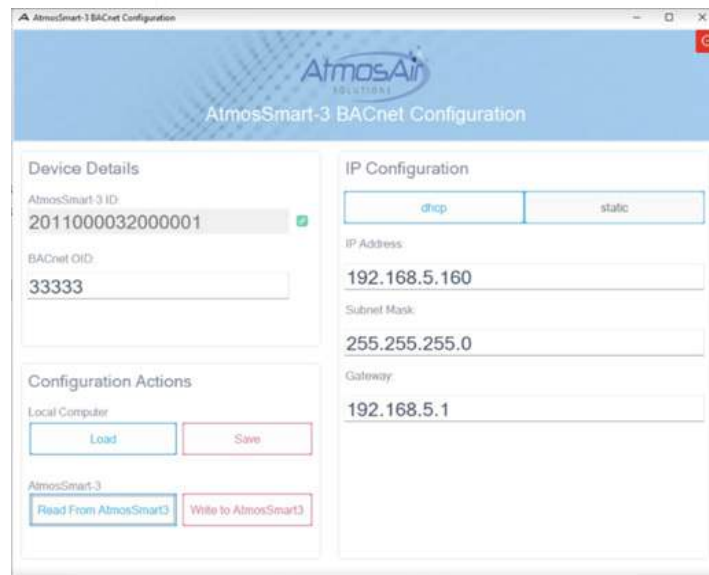 AtmosSmart-3 BACnet Configuration
AtmosAir
SOLUTIONS
AtmosSmart-3 BACnet Configuration
Device Details
AtmosSmart-3 ID:
2011000032000001
BACnet OID:
33333
Configuration Actions
Local Computer
Load
Save
AtmosSmart-3
Read From AtmosSmart3
Write to AtmosSmart3
IP Configuration
dhcp
static
IP Address:
192.168.5.160
Subnet Mask:
255.255.255.0
Gateway:
192.168.5.1